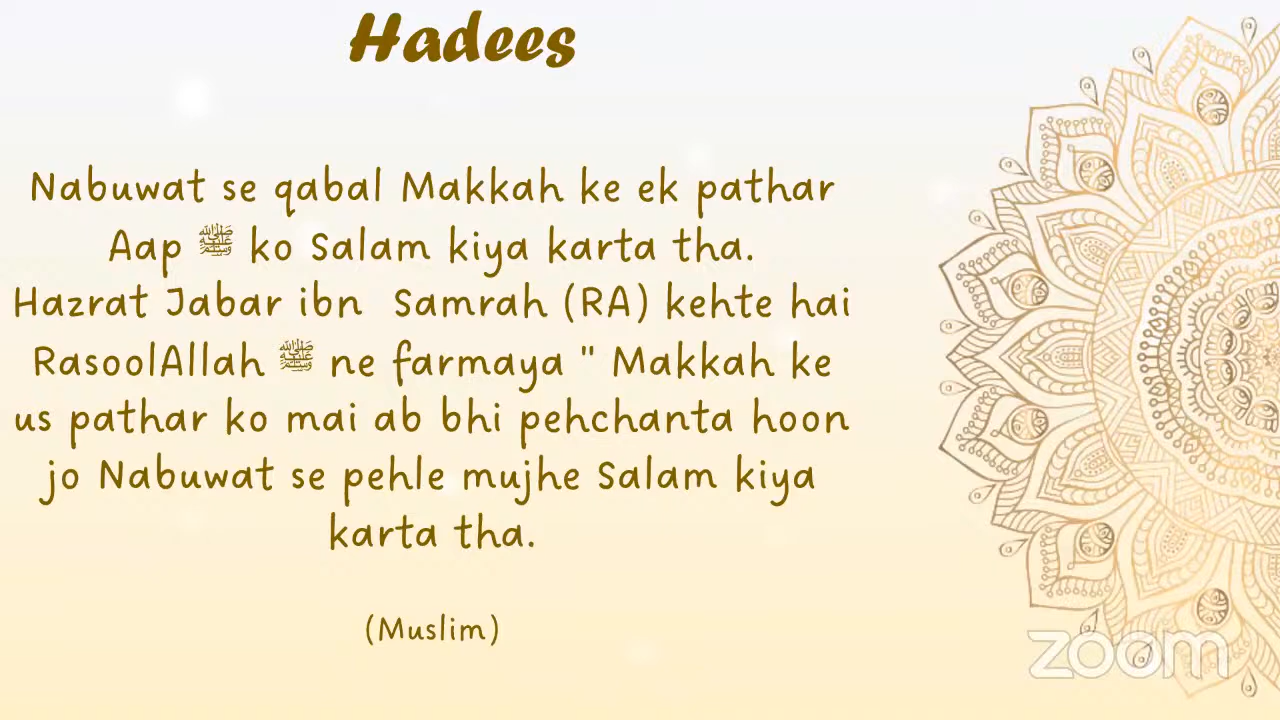 Hadees
Nabuwat se qabal Makkah ke ek pathar
Aap ﷺ ko Salam kiya karta tha.
Hazrat Jabar ibn Samrah (RA) kehte hai
RasoolAllah ﷺ ne farmaya " Makkah ke
us pathar ko mai ab bhi pehchanta hoon
jo Nabuwat se pehle mujhe Salam kiya
karta tha.
(Muslim)
zoom